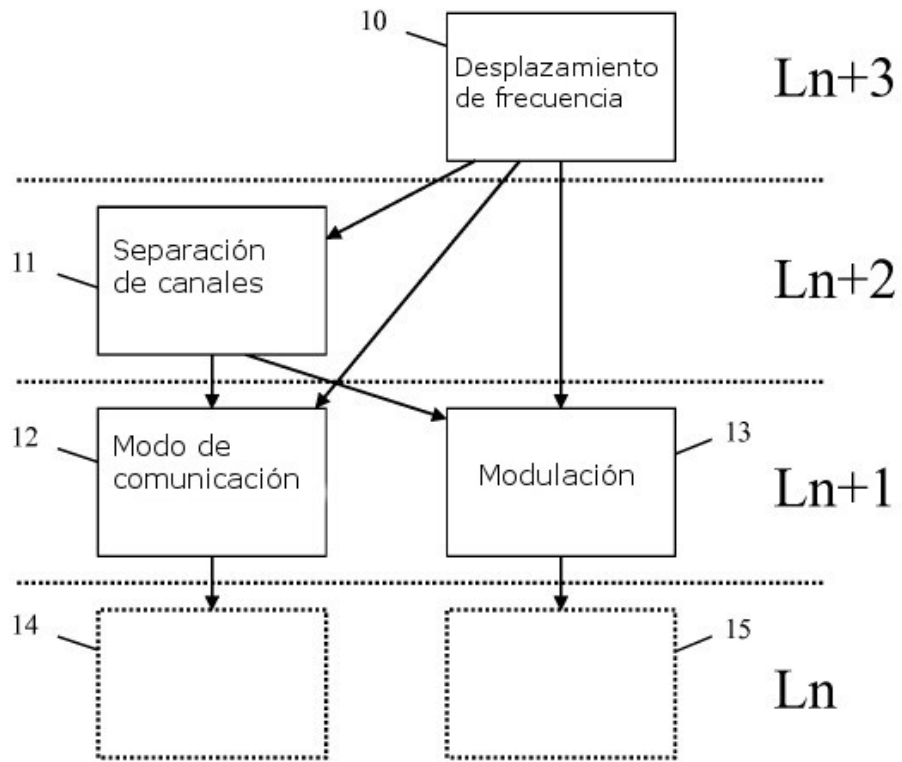 10
Desplazamiento
de frecuencia
Ln+3
11
Separación
de canales
Ln+2
12
Modo de
comunicación
Modulación
13
Ln+1
14
15
Ln